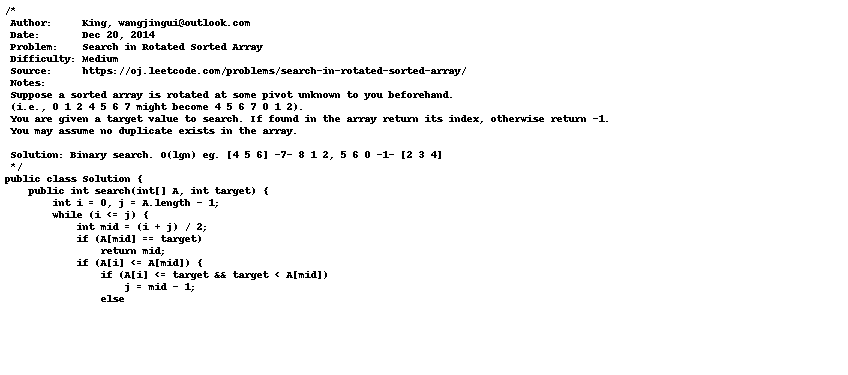 /*
 Author:     King, wangjingui@outlook.com
 Date:       Dec 20, 2014
 Problem:    Search in Rotated Sorted Array
 Difficulty: Medium
 Source:     https://oj.leetcode.com/problems/search-in-rotated-sorted-array/
 Notes:
 Suppose a sorted array is rotated at some pivot unknown to you beforehand.
 (i.e., 0 1 2 4 5 6 7 might become 4 5 6 7 0 1 2).
 You are given a target value to search. If found in the array return its index, otherwise return -1.
 You may assume no duplicate exists in the array.

 Solution: Binary search. O(lgn) eg. [4 5 6] -7- 8 1 2, 5 6 0 -1- [2 3 4]
 */
public class Solution {
    public int search(int[] A, int target) {
        int i = 0, j = A.length - 1;
        while (i <= j) {
            int mid = (i + j) / 2;
            if (A[mid] == target)
                return mid;
            if (A[i] <= A[mid]) {
                if (A[i] <= target && target < A[mid])
                    j = mid - 1;
                else